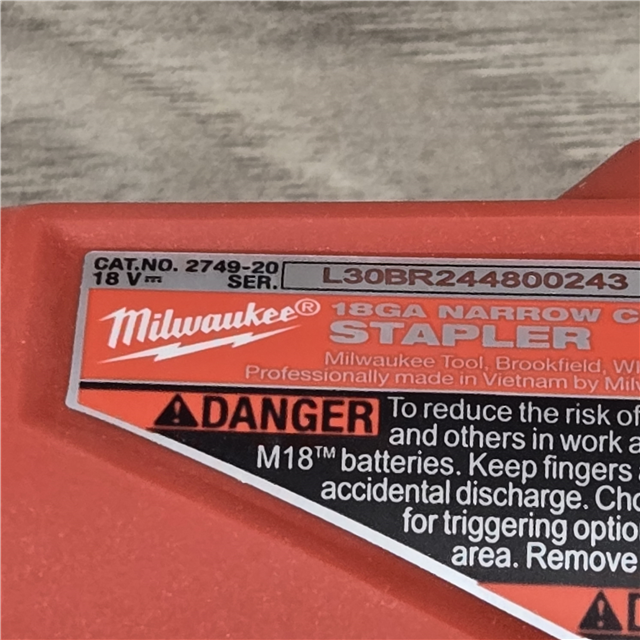 CAT.NO. 2749-20
18 V⎓ SER. L30BR244800243
Milwaukee®
18GA NARROW C
STAPLER
Milwaukee Tool, Brookfield, WI
Professionally made in Vietnam by Milw
⚠DANGER To reduce the risk of
and others in work a
M18™ batteries. Keep fingers
accidental discharge. Cho
for triggering optio
area. Remove